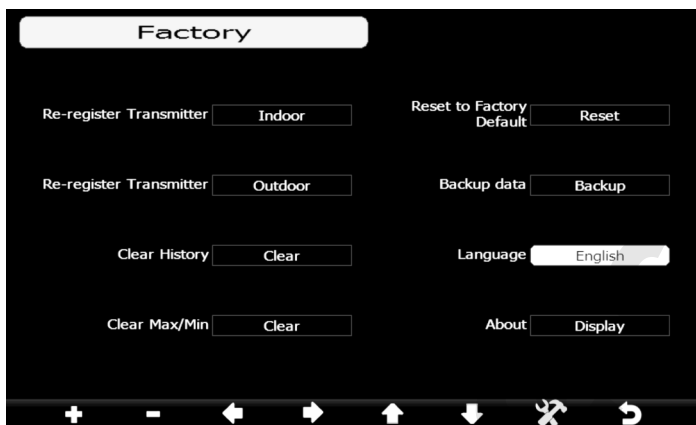 Factory
Re-register Transmitter Indoor
Reset to Factory
Default Reset
Re-register Transmitter Outdoor
Backup data Backup
Clear History Clear
Language English
Clear Max/Min Clear
About Display